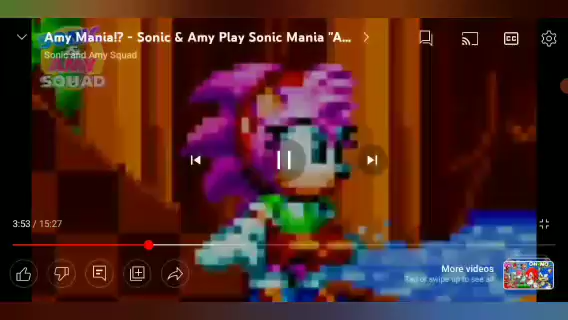 Amy Mania!? - Sonic & Amy Play Sonic Mania "A...
Sonic and Amy Squad
SQUAD
3:53 / 15:27
More videos
Tap or swipe up to see all